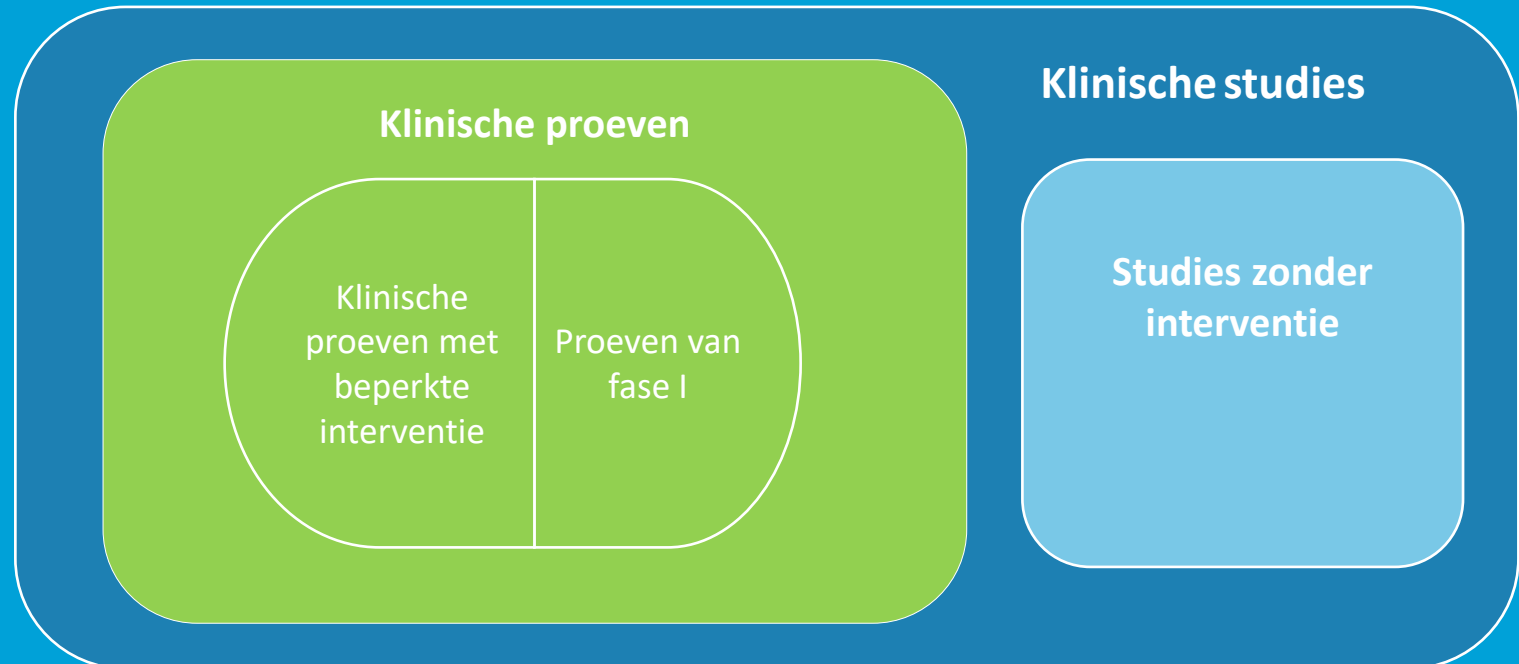 Klinische studies
Klinische proeven
Klinische
proeven met
beperkte
interventie
Proeven van
fase I
Studies zonder
interventie